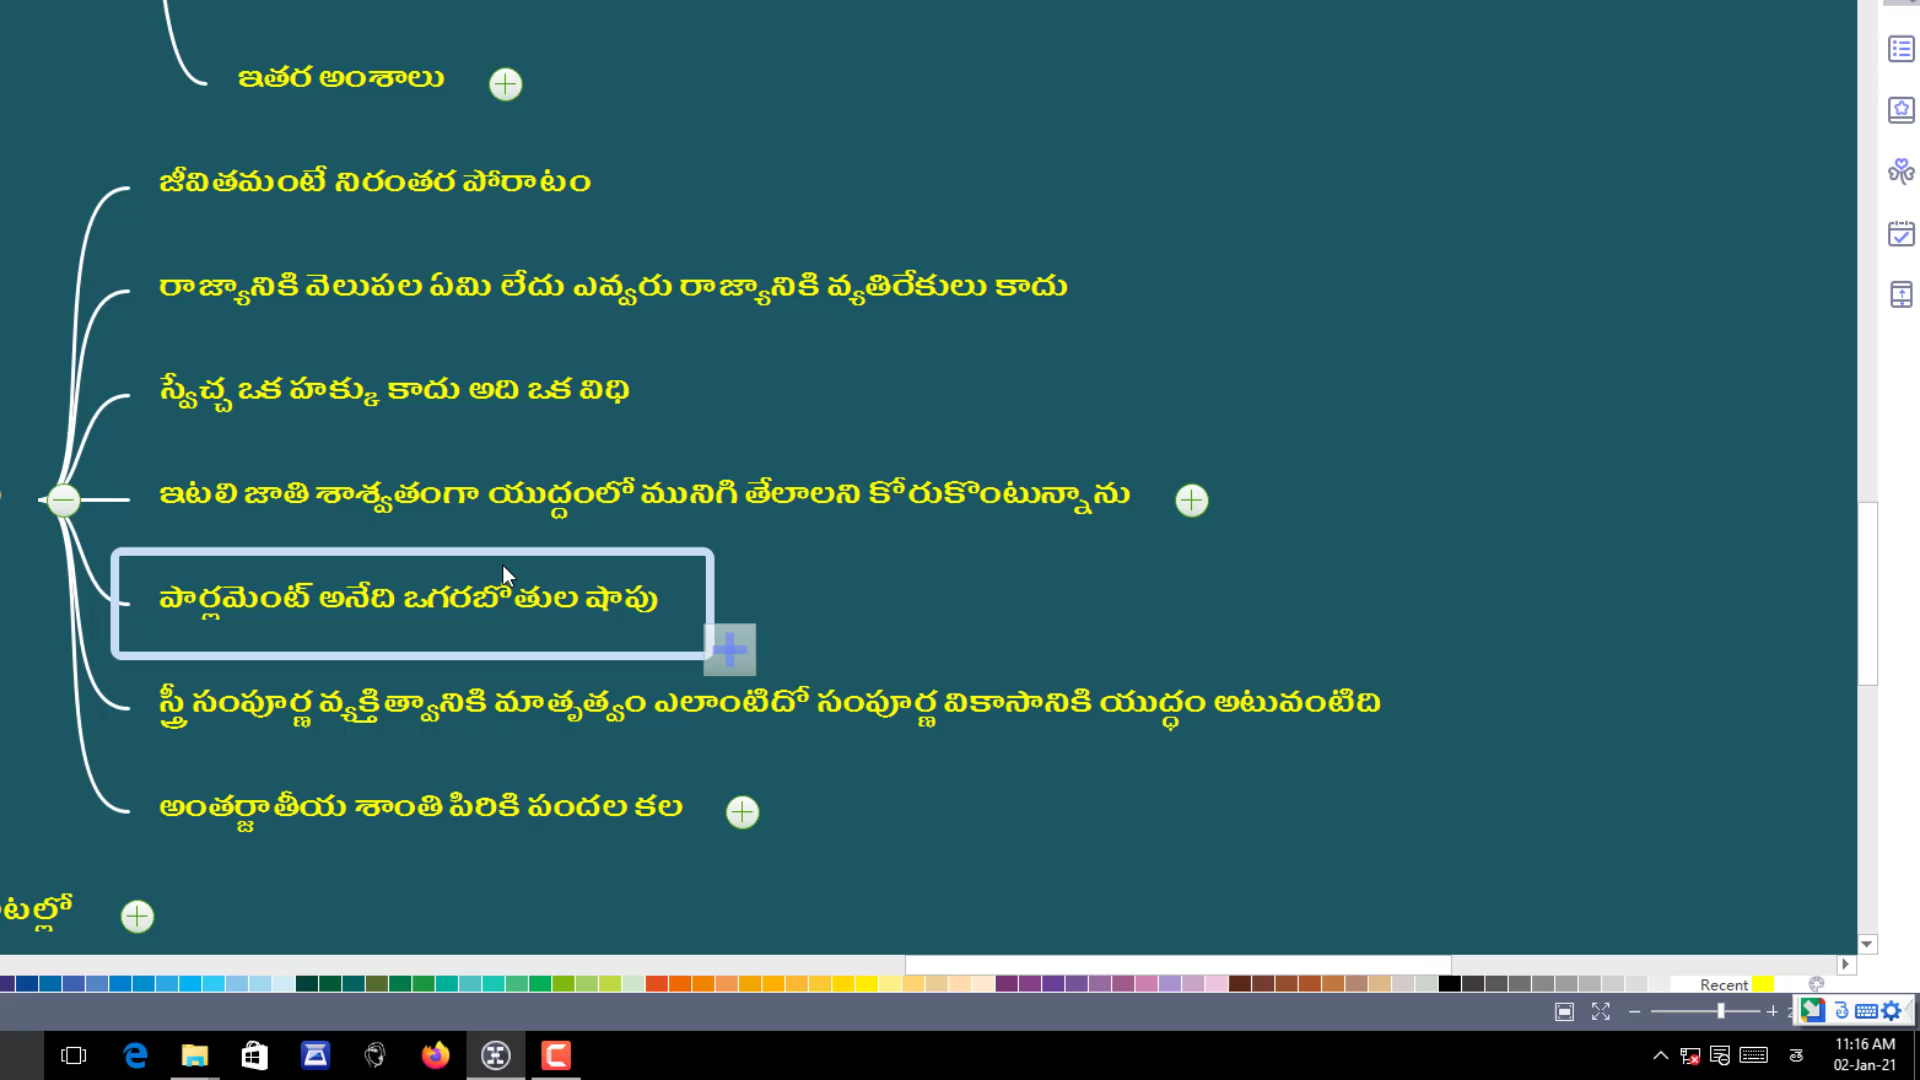 ఇతర అంశాలు
జీవితమంటే నిరంతర పోరాటం
రాజ్యానికి వెలుపల ఏమి లేదు ఎవ్వరు రాజ్యానికి వ్యతిరేకులు కాదు
స్వేచ్చ ఒక హక్కు కాదు అది ఒక విధి
ఇటలి జాతి శాశ్వతంగా యుద్దంలో మునిగి తేలాలని కోరుకొంటున్నాను
పార్లమెంట్ అనేది ఒగరబోతుల షాపు
స్త్రీ సంపూర్ణ వ్యక్తిత్వానికి మాతృత్వం ఎలాంటిదో సంపూర్ణ వికాసానికి యుద్ధం అటువంటిది
అంతర్జాతీయ శాంతి పిరికి పందల కల
టల్లో
Recent
11:16 AM
02-Jan-21